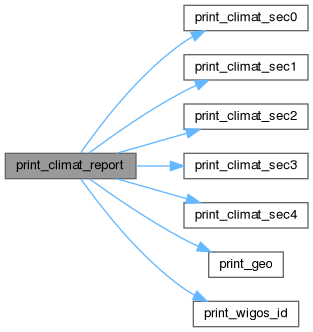 print_climat_sec0
print_climat_sec1
print_climat_sec2
print_climat_report
print_climat_sec3
print_climat_sec4
print_geo
print_wigos_id